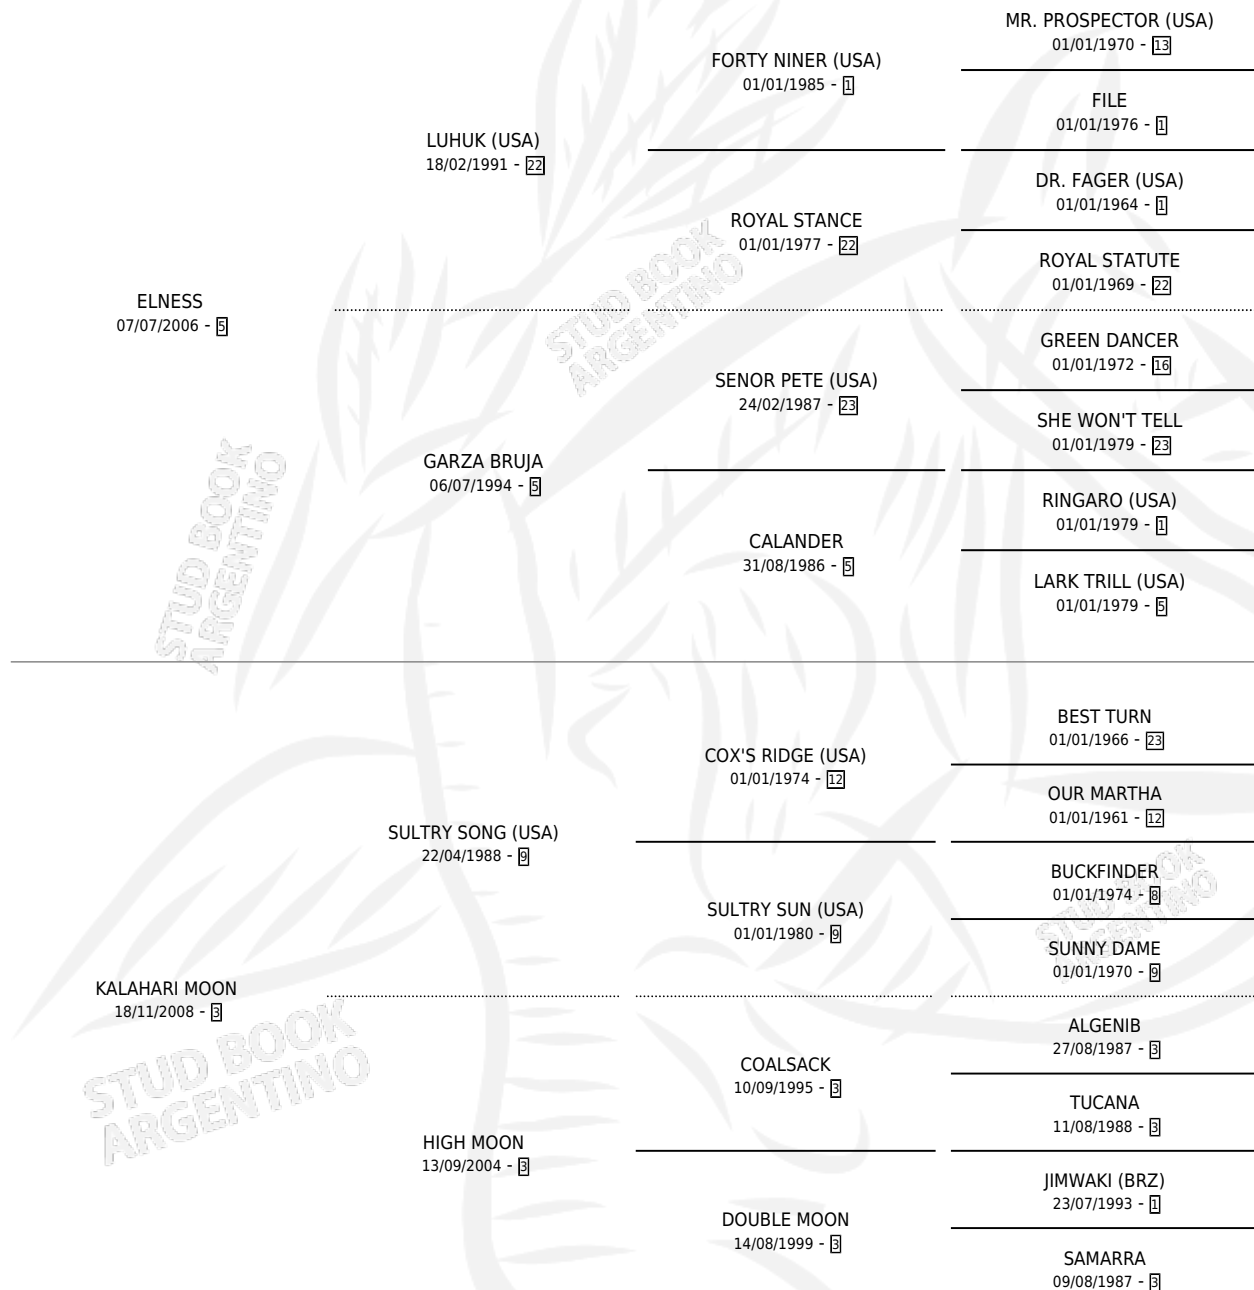 MR. PROSPECTOR (USA)
01/01/1970 - 13
FORTY NINER (USA)
01/01/1985 - 1
FILE
01/01/1976 - 1
LUHUK (USA)
18/02/1991 - 22
DR. FAGER (USA)
01/01/1964 - 1
ROYAL STANCE
01/01/1977 - 22
ROYAL STATUTE
01/01/1969 - 22
ELNESS
07/07/2006 - 5
GREEN DANCER
01/01/1972 - 16
SENOR PETE (USA)
24/02/1987 - 23
SHE WON'T TELL
01/01/1979 - 23
GARZA BRUJA
06/07/1994 - 5
RINGARO (USA)
01/01/1979 - 1
CALANDER
31/08/1986 - 5
LARK TRILL (USA)
01/01/1979 - 5
BEST TURN
01/01/1966 - 23
COX'S RIDGE (USA)
01/01/1974 - 12
OUR MARTHA
01/01/1961 - 12
SULTRY SONG (USA)
22/04/1988 - 9
BUCKFINDER
01/01/1974 - 8
SULTRY SUN (USA)
01/01/1980 - 9
SUNNY DAME
01/01/1970 - 9
KALAHARI MOON
18/11/2008 - 3
ALGENIB
27/08/1987 - 3
COALSACK
10/09/1995 - 3
TUCANA
11/08/1988 - 3
HIGH MOON
13/09/2004 - 3
JIMWAKI (BRZ)
23/07/1993 - 1
DOUBLE MOON
14/08/1999 - 3
SAMARRA
09/08/1987 - 3
STUD BOOK
ARGENTINO
STUD BOOK
ARGENTINO
STUD BOOK
ARGENTINO
STUD BOOK
ARGENTINO